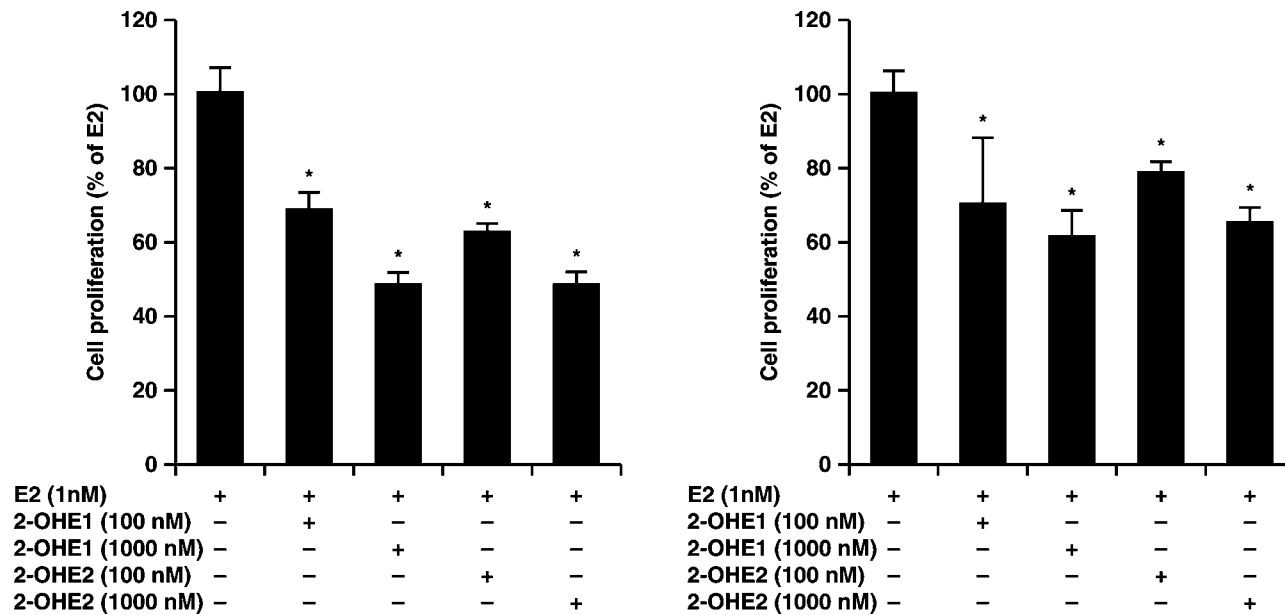 120
100
80
60
40
20
0
Cell proliferation (% of E2)
* * * *
E2 (1nM) + + + + +
2-OHE1 (100 nM) – + – – –
2-OHE1 (1000 nM) – – + – –
2-OHE2 (100 nM) – – – + –
2-OHE2 (1000 nM) – – – – +
120
100
80
60
40
20
0
Cell proliferation (% of E2)
* * * *
E2 (1nM) + + + + +
2-OHE1 (100 nM) – + – – –
2-OHE1 (1000 nM) – – + – –
2-OHE2 (100 nM) – – – + –
2-OHE2 (1000 nM) – – – – +